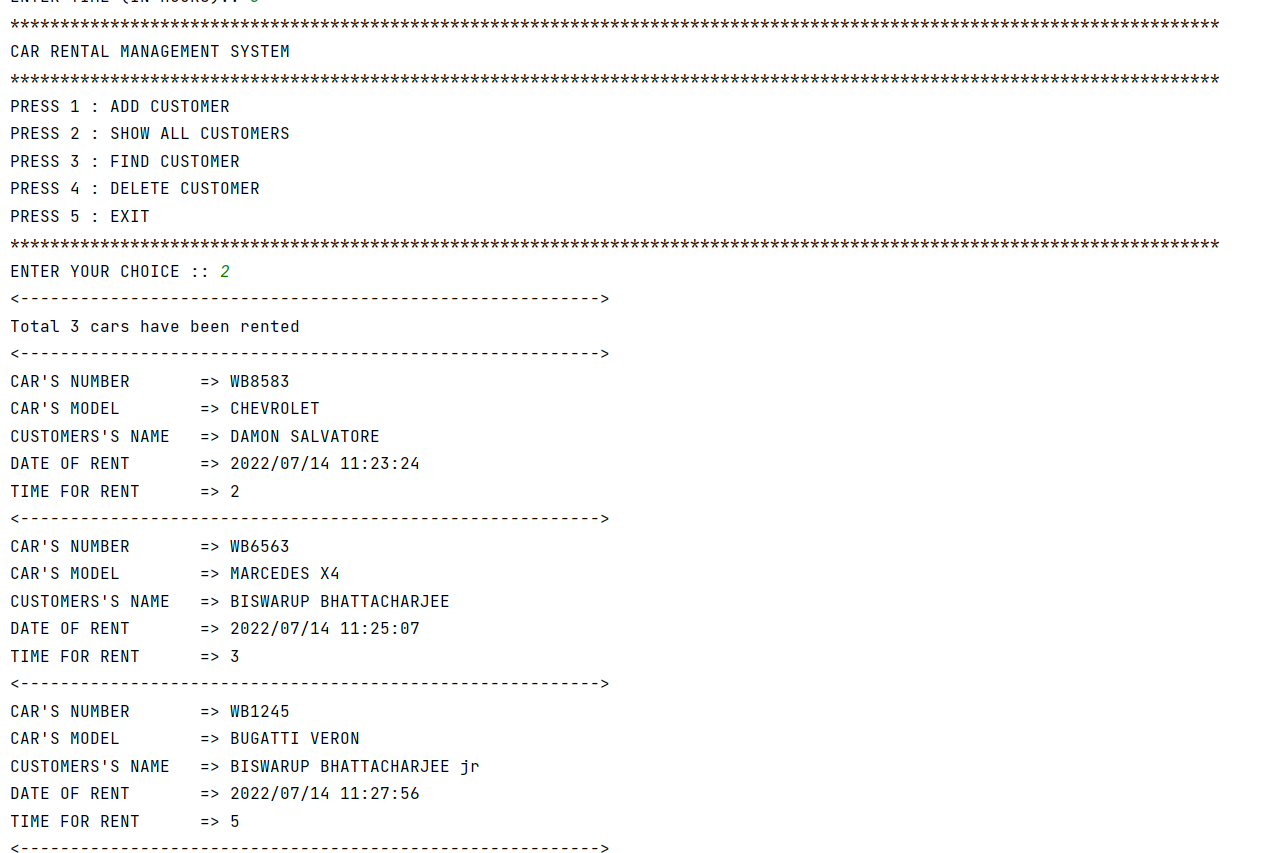 ENTER TIME (IN HOURS)::
*************************************************************************************************************************
CAR RENTAL MANAGEMENT SYSTEM
*************************************************************************************************************************
PRESS 1 : ADD CUSTOMER
PRESS 2 : SHOW ALL CUSTOMERS
PRESS 3 : FIND CUSTOMER
PRESS 4 : DELETE CUSTOMER
PRESS 5 : EXIT
*************************************************************************************************************************
ENTER YOUR CHOICE :: 2
<---------------------------------------------------------->
Total 3 cars have been rented
<---------------------------------------------------------->
CAR'S NUMBER       => WB8583
CAR'S MODEL        => CHEVROLET
CUSTOMERS'S NAME   => DAMON SALVATORE
DATE OF RENT       => 2022/07/14 11:23:24
TIME FOR RENT      => 2
<---------------------------------------------------------->
CAR'S NUMBER       => WB6563
CAR'S MODEL        => MARCEDES X4
CUSTOMERS'S NAME   => BISWARUP BHATTACHARJEE
DATE OF RENT       => 2022/07/14 11:25:07
TIME FOR RENT      => 3
<---------------------------------------------------------->
CAR'S NUMBER       => WB1245
CAR'S MODEL        => BUGATTI VERON
CUSTOMERS'S NAME   => BISWARUP BHATTACHARJEE jr
DATE OF RENT       => 2022/07/14 11:27:56
TIME FOR RENT      => 5
<---------------------------------------------------------->